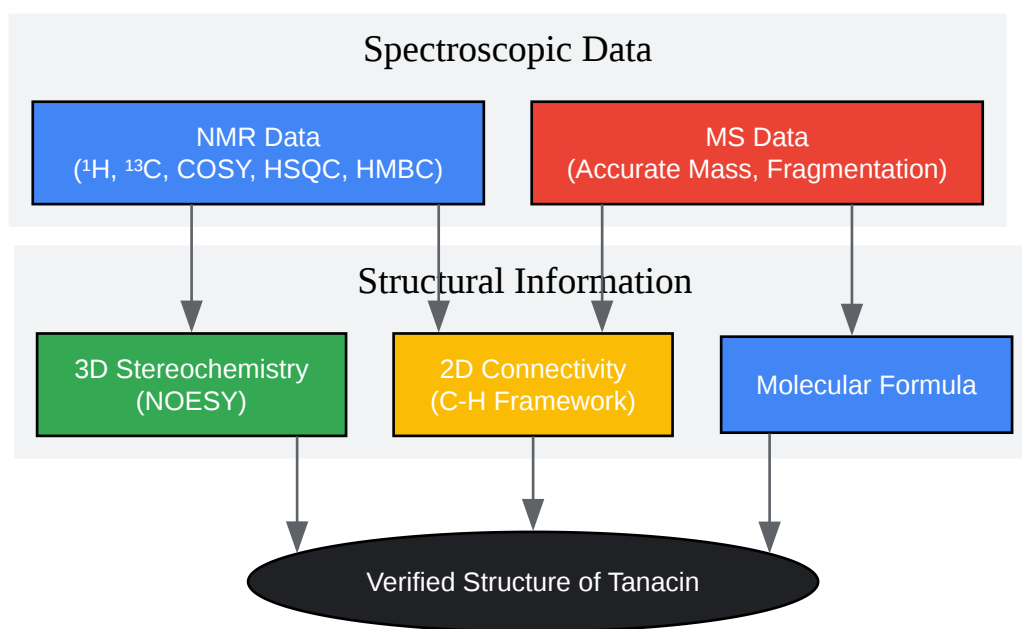 Spectroscopic Data
NMR Data
(¹H, ¹³C, COSY, HSQC, HMBC)
MS Data
(Accurate Mass, Fragmentation)
Structural Information
3D Stereochemistry
(NOESY)
2D Connectivity
(C-H Framework)
Molecular Formula
Verified Structure of Tanacin